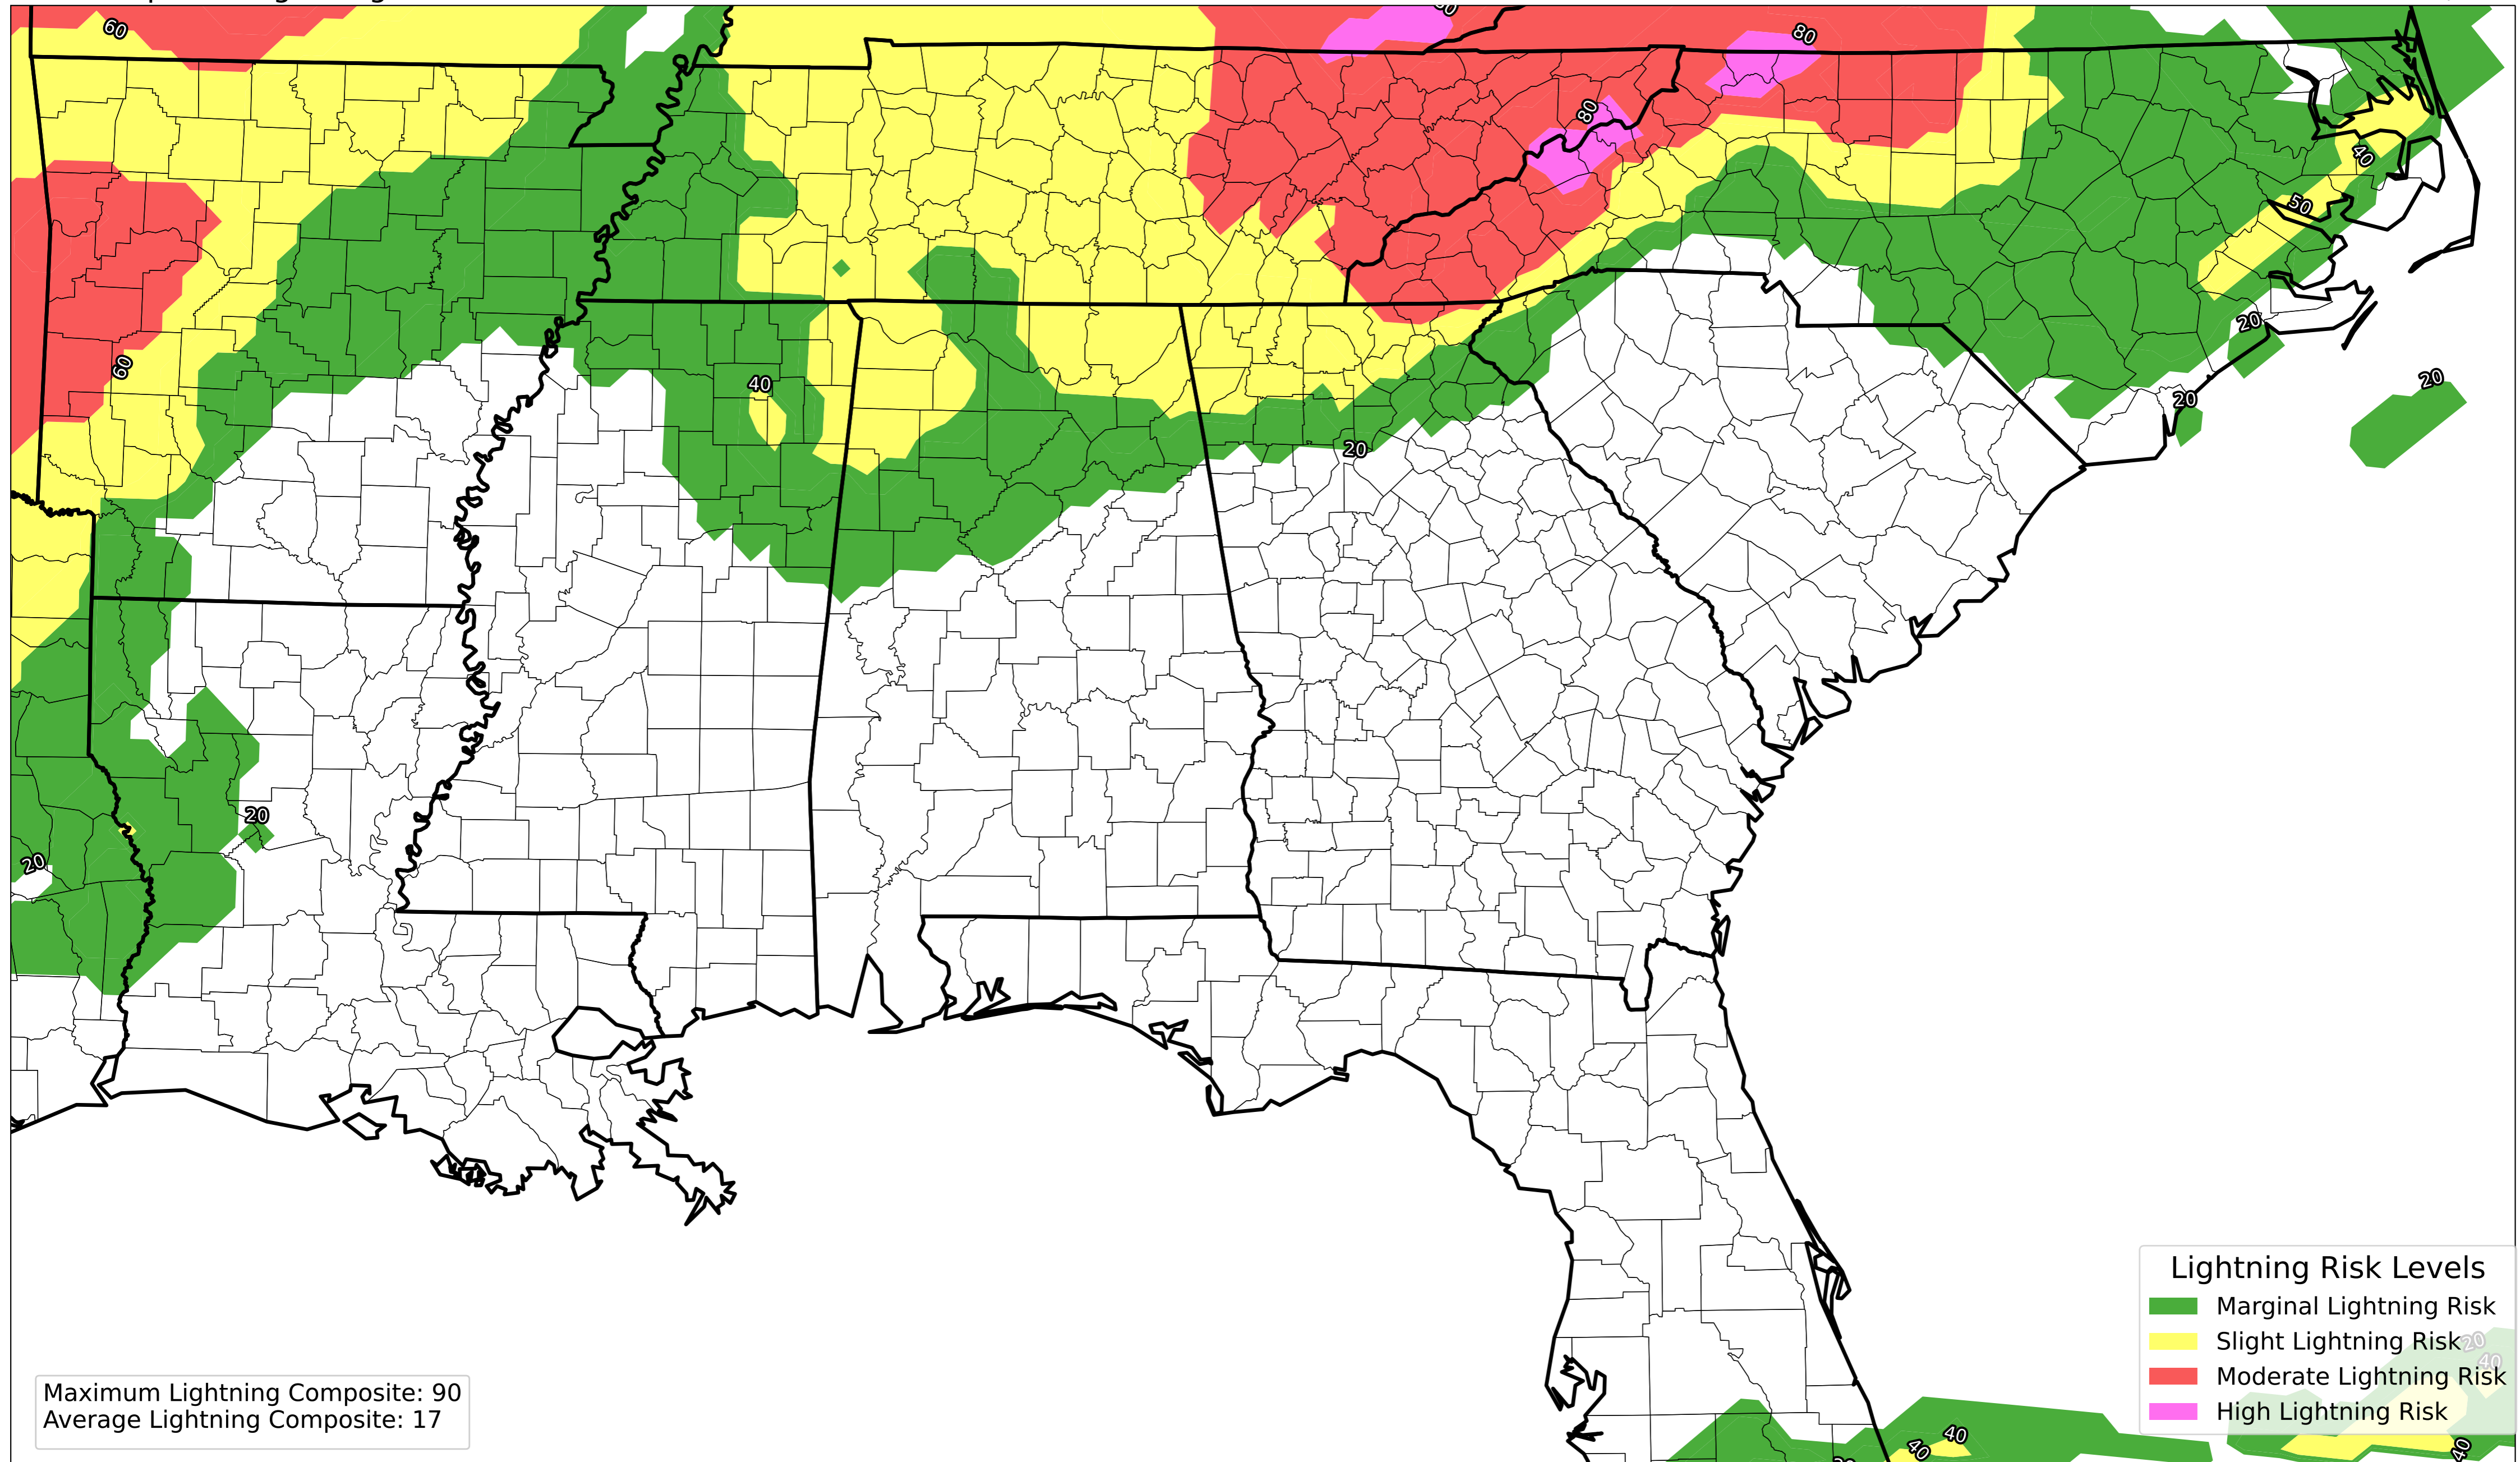 60
80
80
40
50
60
20
20
40
20
20
20
20
Lightning Risk Levels
Marginal Lightning Risk
Slight Lightning Risk
Moderate Lightning Risk
High Lightning Risk
20
40
Maximum Lightning Composite: 90
Average Lightning Composite: 17
40
40
40